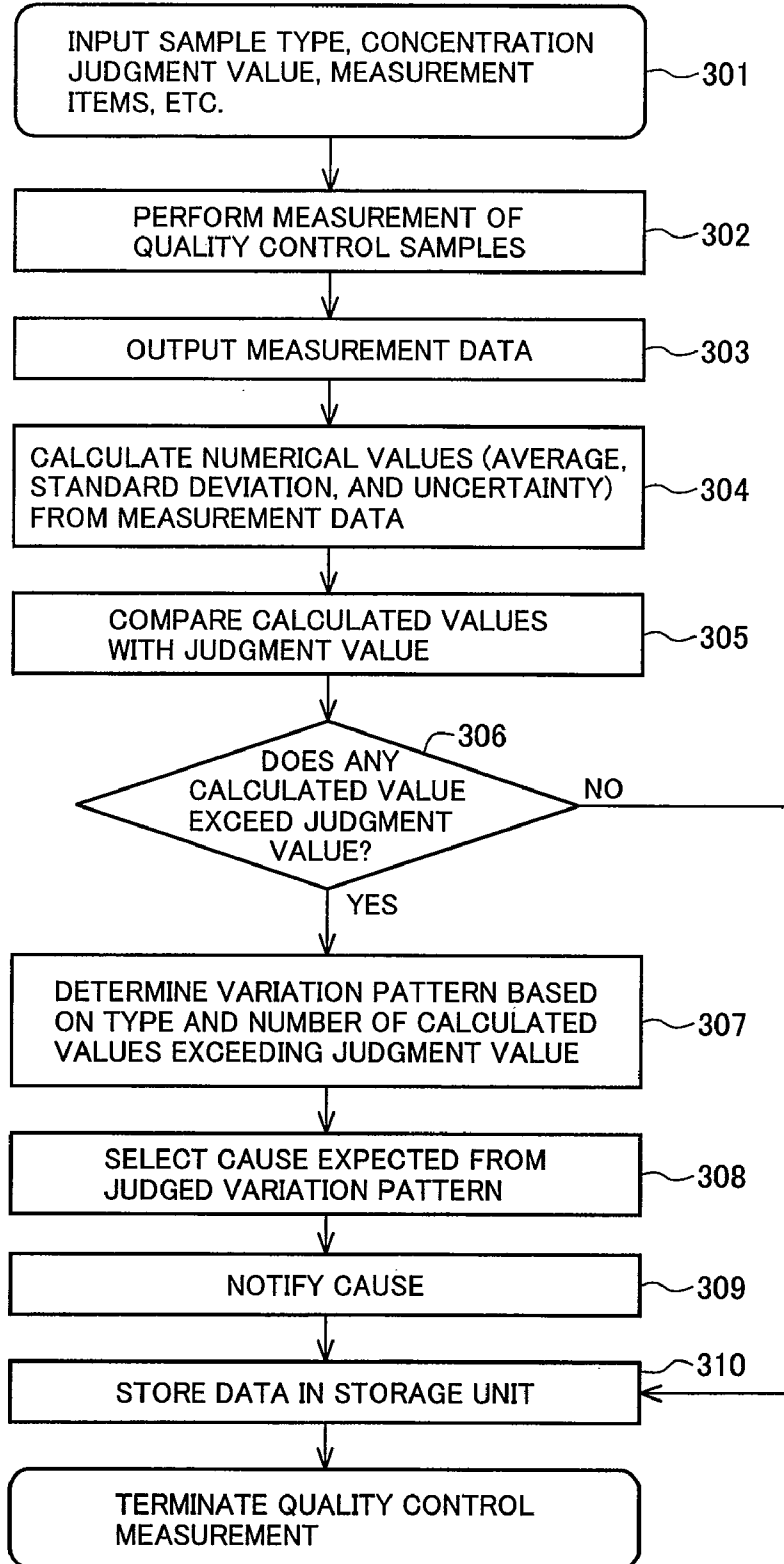 INPUT SAMPLE TYPE, CONCENTRATION
JUDGMENT VALUE, MEASUREMENT
ITEMS, ETC.
301
PERFORM MEASUREMENT OF
QUALITY CONTROL SAMPLES
302
OUTPUT MEASUREMENT DATA
303
CALCULATE NUMERICAL VALUES (AVERAGE,
STANDARD DEVIATION, AND UNCERTAINTY)
FROM MEASUREMENT DATA
304
COMPARE CALCULATED VALUES
WITH JUDGMENT VALUE
305
306
DOES ANY
CALCULATED VALUE
EXCEED JUDGMENT
VALUE?
NO
YES
DETERMINE VARIATION PATTERN BASED
ON TYPE AND NUMBER OF CALCULATED
VALUES EXCEEDING JUDGMENT VALUE
307
SELECT CAUSE EXPECTED FROM
JUDGED VARIATION PATTERN
308
NOTIFY CAUSE
309
STORE DATA IN STORAGE UNIT
310
TERMINATE QUALITY CONTROL
MEASUREMENT